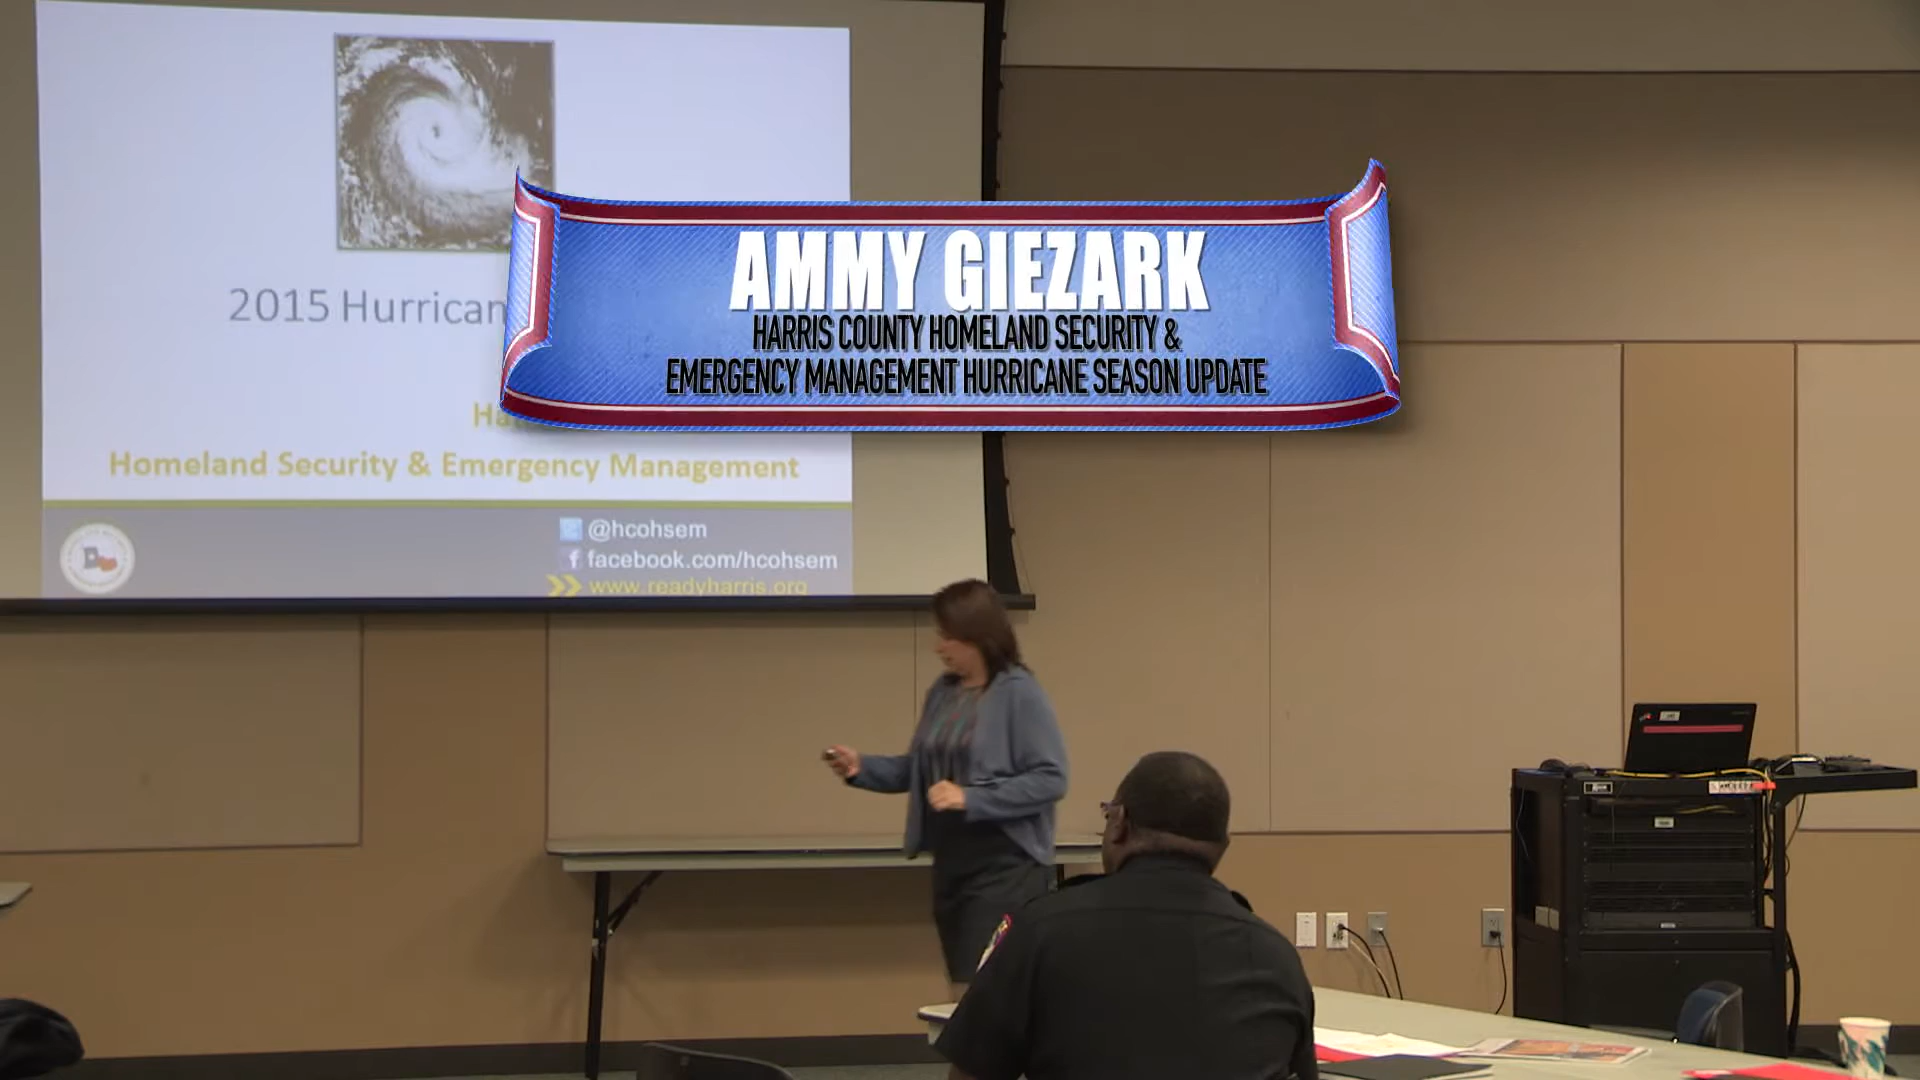 2015 Hurrican
AMMY GIEZARK
HARRIS COUNTY HOMELAND SECURITY &
EMERGENCY MANAGEMENT HURRICANE SEASON UPDATE
Homeland Security & Emergency Management
@hcohsem
facebook.com/hcohsem
www.readyharris.org